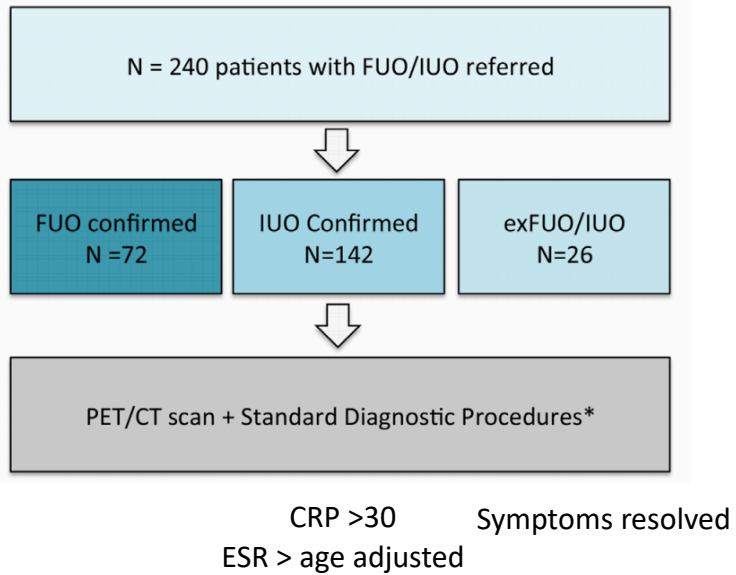 N = 240 patients with FUO/IUO referred
FUO confirmed
N =72
IUO Confirmed
N=142
exFUO/IUO
N=26
PET/CT scan + Standard Diagnostic Procedures*
CRP >30
ESR > age adjusted
Symptoms resolved